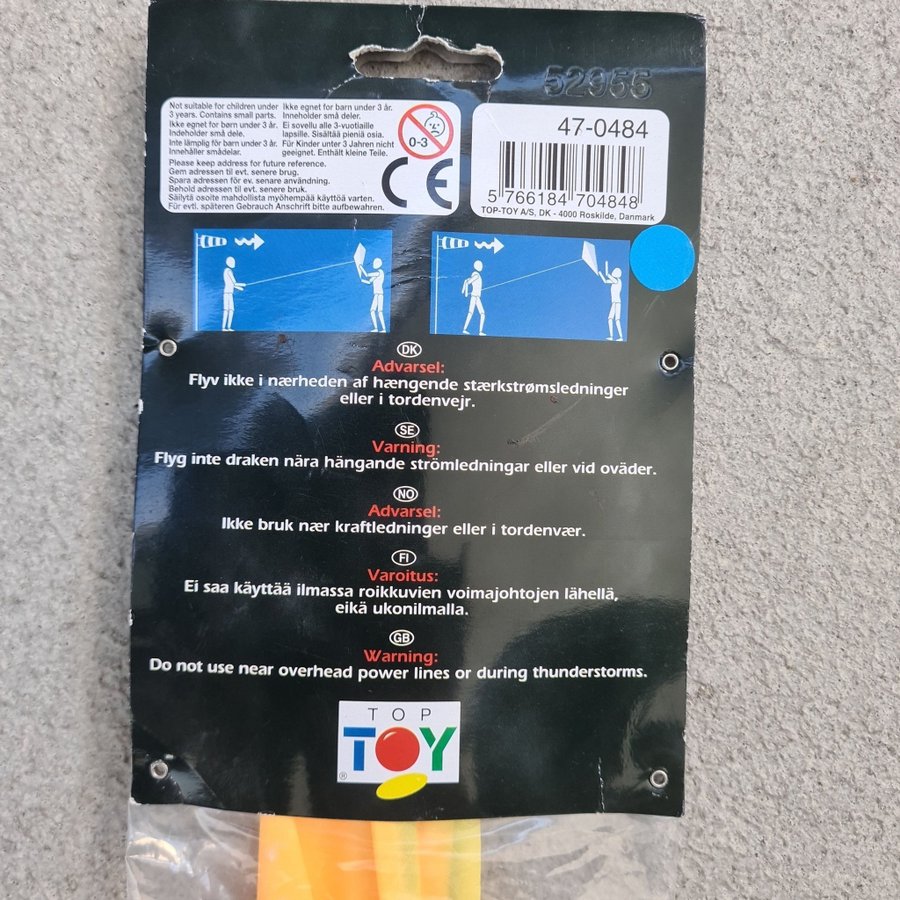 52966
Not suitable for children under
3 years. Contains small parts.
Ikke egnet for barn under 3 år.
Indeholder små dele.
Inte lämplig för barn under 3 år.
Innehåller smådelar.
Ikke egnet for barn under 3 år.
Inneholder små deler.
Ei sovellu alle 3-vuotiaille
lapsille. Sisältää pieniä osia.
Für Kinder unter 3 Jahren nicht
geeignet. Enthält kleine Teile.
Please keep address for future reference.
Gem adressen til evt. senere brug.
Spara adressen för ev. senare användning.
Behold adressen til evt. senere bruk.
Säilytä osoite mahdollista myöhempää käyttöä varten.
Für evtl. späteren Gebrauch Anschrift bitte aufbewahren.
0-3
CE
47-0484
5 766184 704848
TOP-TOY A/S, DK - 4000 Roskilde, Danmark
DK
Advarsel:
Flyv ikke i nærheden af hængende stærkstrømsledninger
eller i tordenvejr.
SE
Varning:
Flyg inte draken nära hängande strömledningar eller vid oväder.
NO
Advarsel:
Ikke bruk nær kraftledninger eller i tordenvær.
FI
Varoitus:
Ei saa käyttää ilmassa roikkuvien voimajohtojen lähellä,
eikä ukonilmalla.
GB
Warning:
Do not use near overhead power lines or during thunderstorms.
TOP
TOY
®